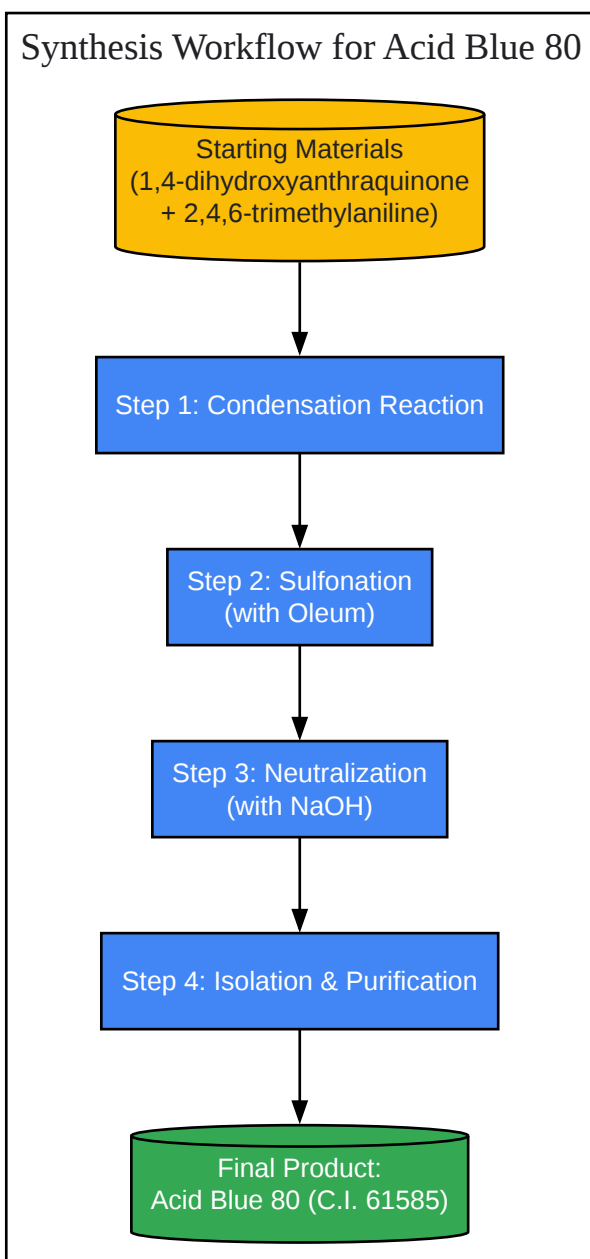 Synthesis Workflow for Acid Blue 80
Starting Materials
(1,4-dihydroxyanthraquinone
+ 2,4,6-trimethylaniline)
Step 1: Condensation Reaction
Step 2: Sulfonation
(with Oleum)
Step 3: Neutralization
(with NaOH)
Step 4: Isolation & Purification
Final Product:
Acid Blue 80 (C.I. 61585)